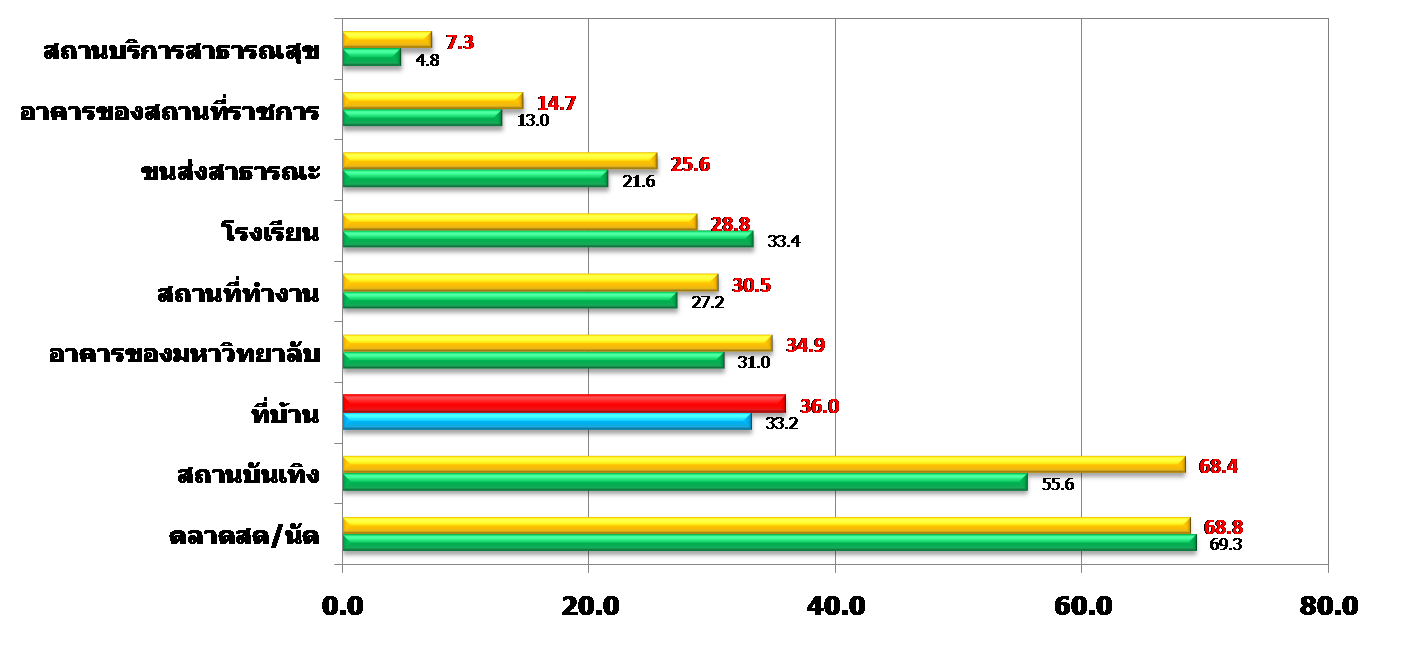 สถานบริการสาธารณสุข
7.3
4.8
อาคารของสถานที่ราชการ
14.7
13.0
ขนส่งสาธารณะ
25.6
21.6
โรงเรียน
28.8
33.4
สถานที่ทำงาน
30.5
27.2
อาคารของมหาวิทยาลับ
34.9
31.0
ที่บ้าน
36.0
33.2
สถานบันเทิง
68.4
55.6
ตลาดสด/นัด
68.8
69.3
0.0 20.0 40.0 60.0 80.0